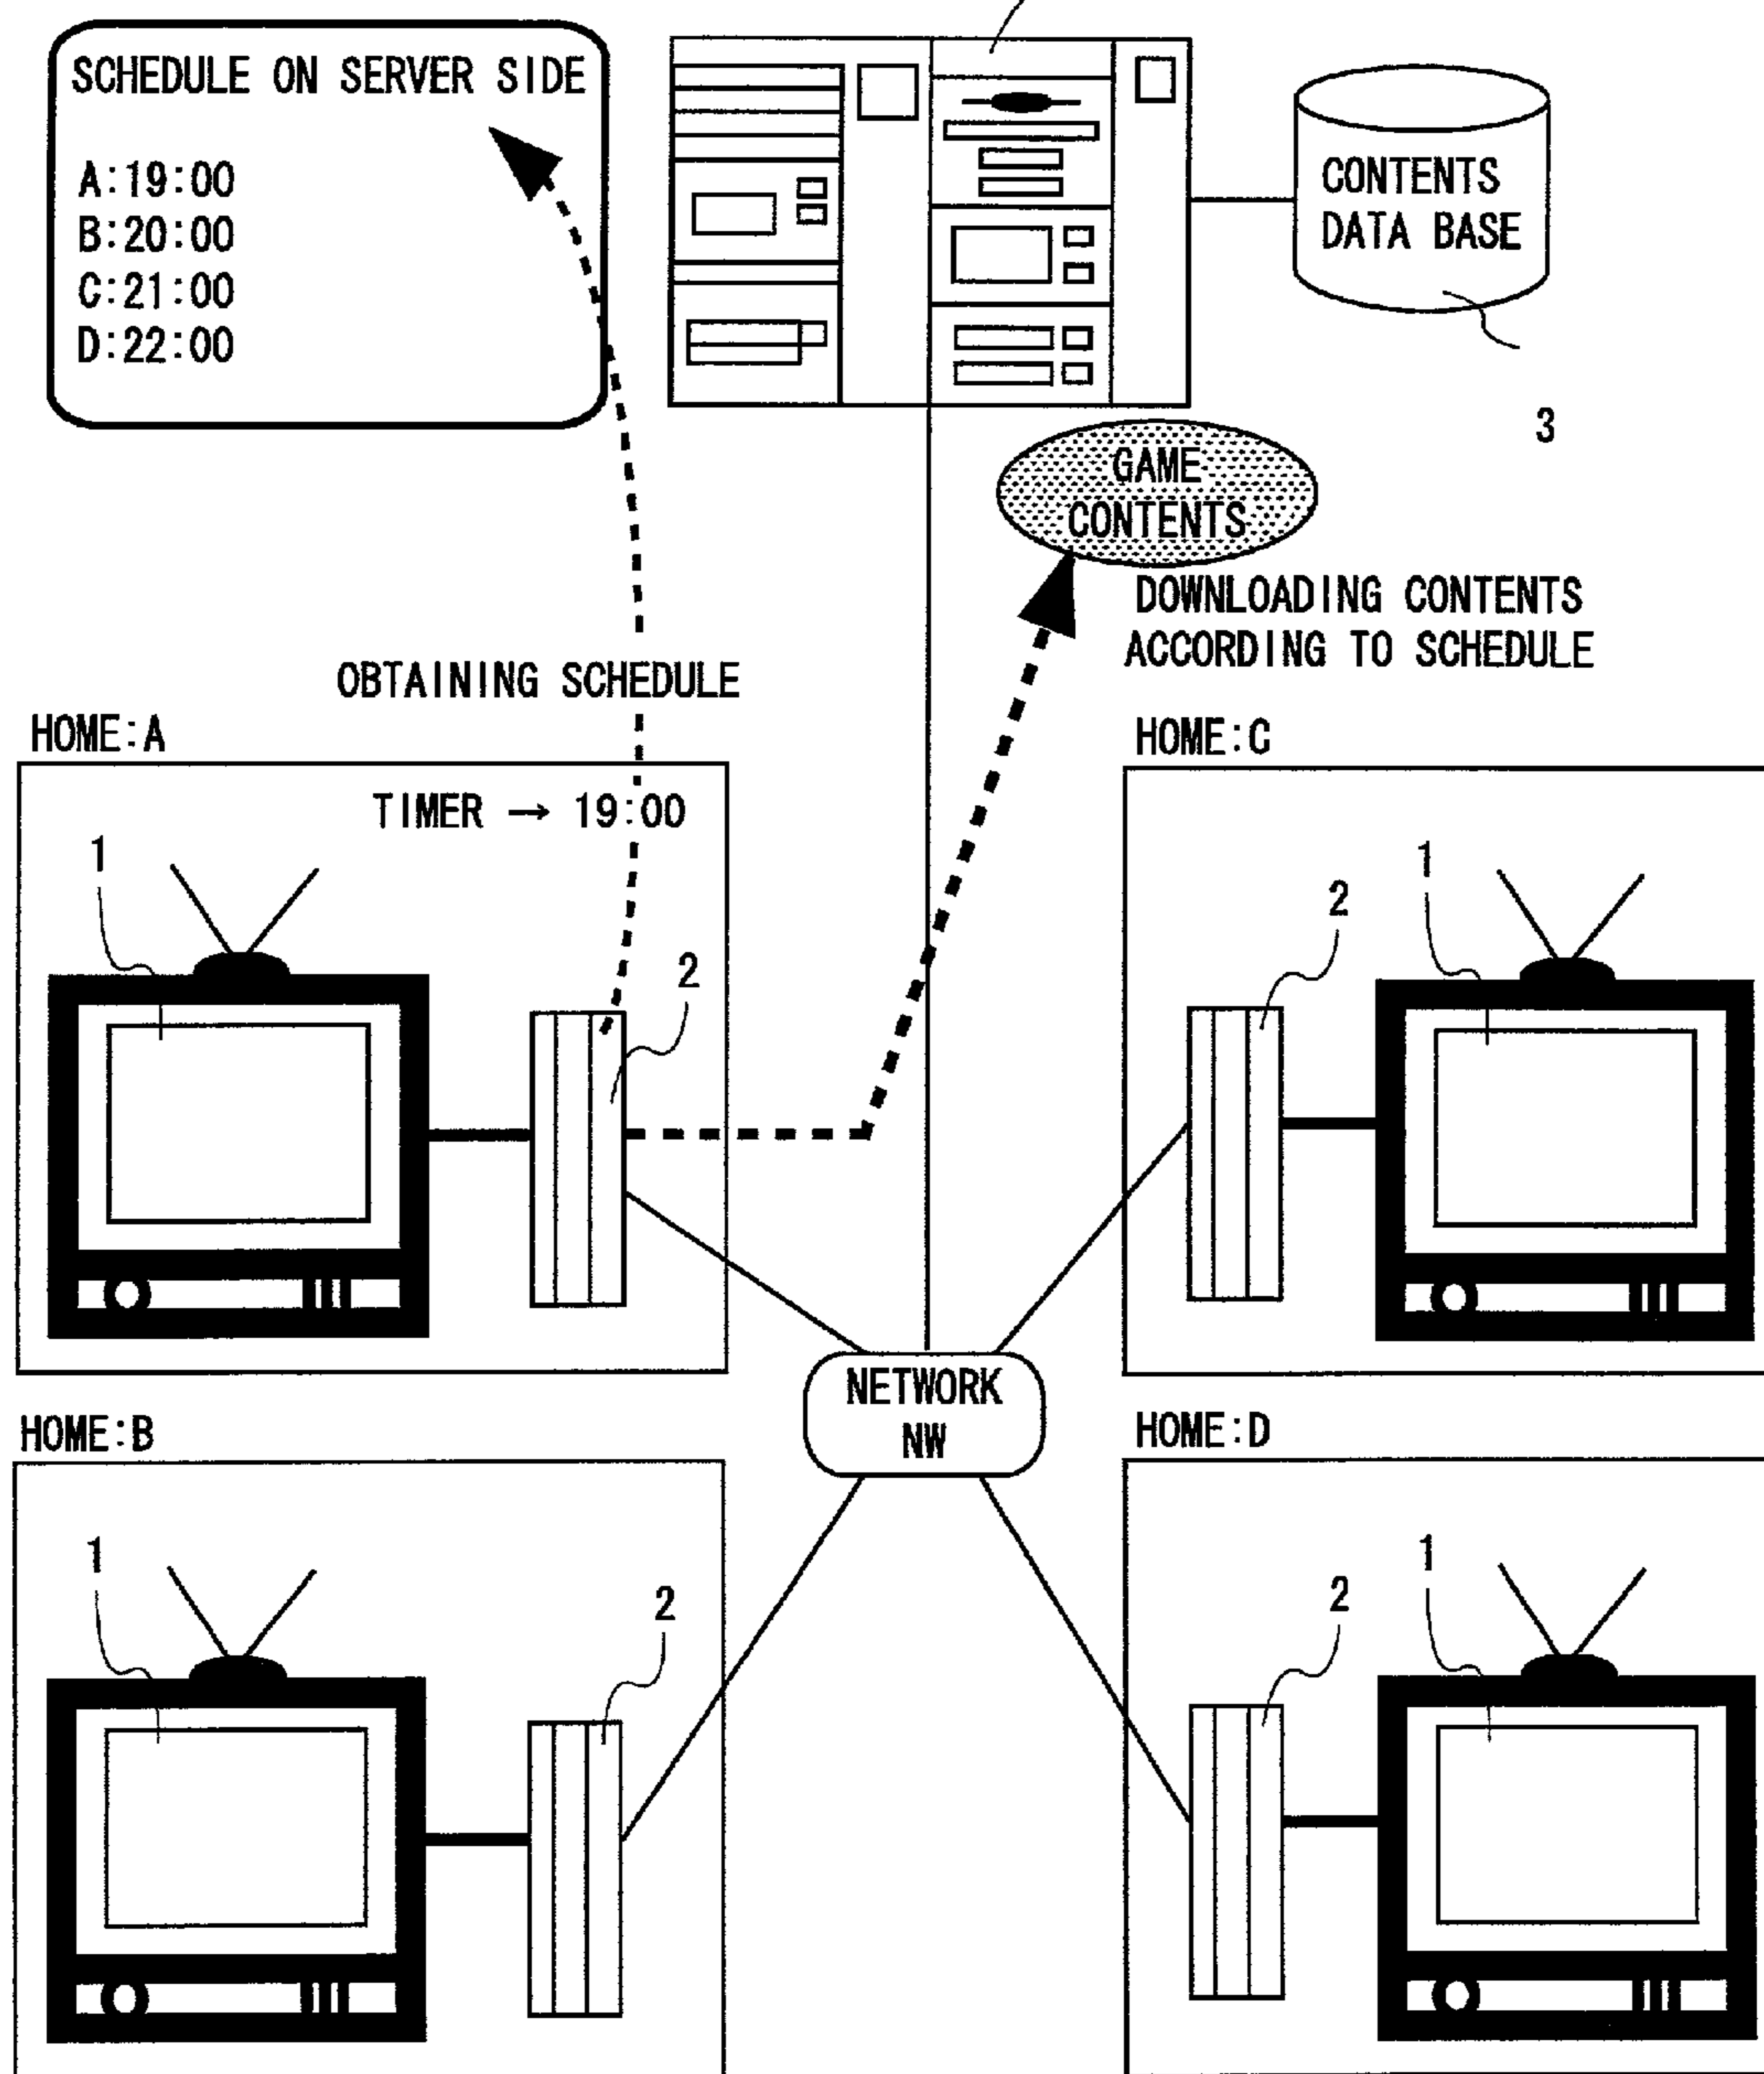 SCHEDULE ON SERVER SIDE
A:19:00
B:20:00
C:21:00
D:22:00
CONTENTS
DATA BASE
3
GAME
CONTENTS
DOWNLOADING CONTENTS
ACCORDING TO SCHEDULE
OBTAINING SCHEDULE
HOME:A
TIMER → 19:00
1
2
HOME:C
2
1
NETWORK
NW
HOME:B
1
2
HOME:D
2
1